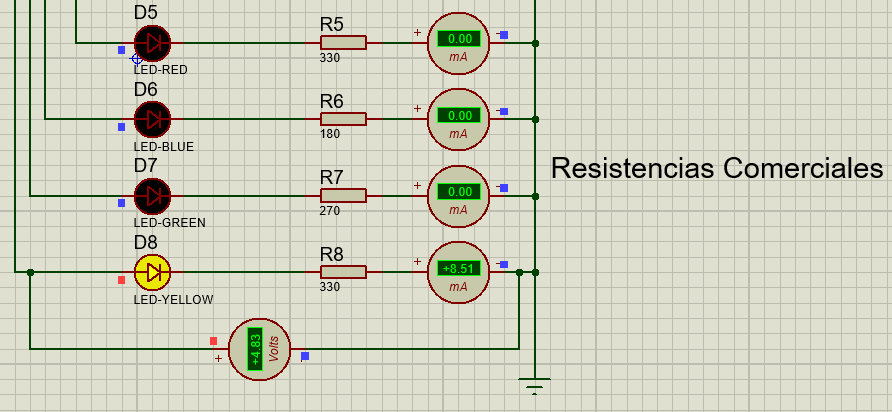 D5
R5
+
0.00
mA
LED-RED
330
D6
R6
+
0.00
mA
LED-BLUE
180
Resistencias Comerciales
D7
R7
+
0.00
mA
LED-GREEN
270
D8
R8
+
+8.51
mA
LED-YELLOW
330
+
+4.83
Volts